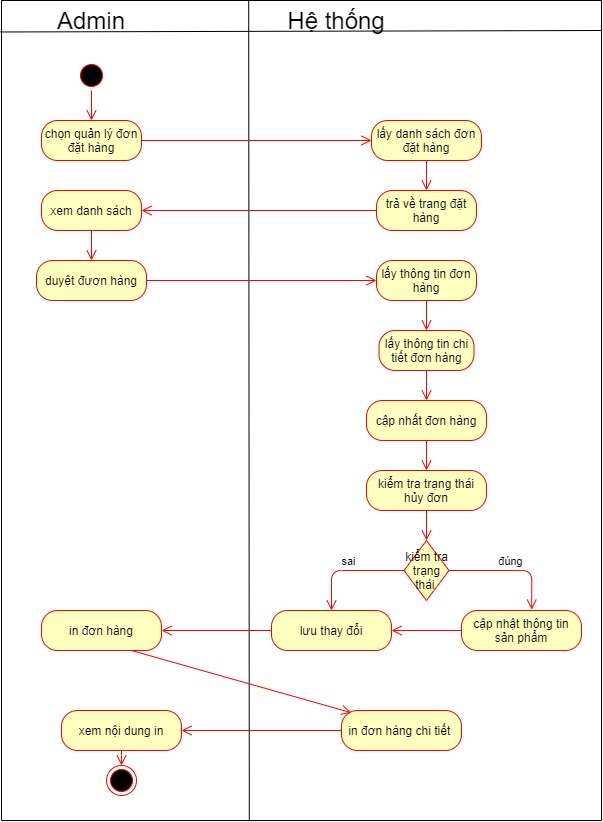 Admin
Hệ thống
chọn quản lý đơn
đặt hàng
lấy danh sách đơn
đặt hàng
xem danh sách
trả về trang đặt
hàng
duyệt đươn hàng
lấy thông tin đơn
hàng
lấy thông tin chi
tiết đơn hàng
cập nhất đơn hàng
kiểm tra trạng thái
hủy đơn
kiểm tra
trạng
thái
sai
đúng
in đơn hàng
lưu thay đổi
cập nhật thông tin
sản phẩm
xem nội dung in
in đơn hàng chi tiết